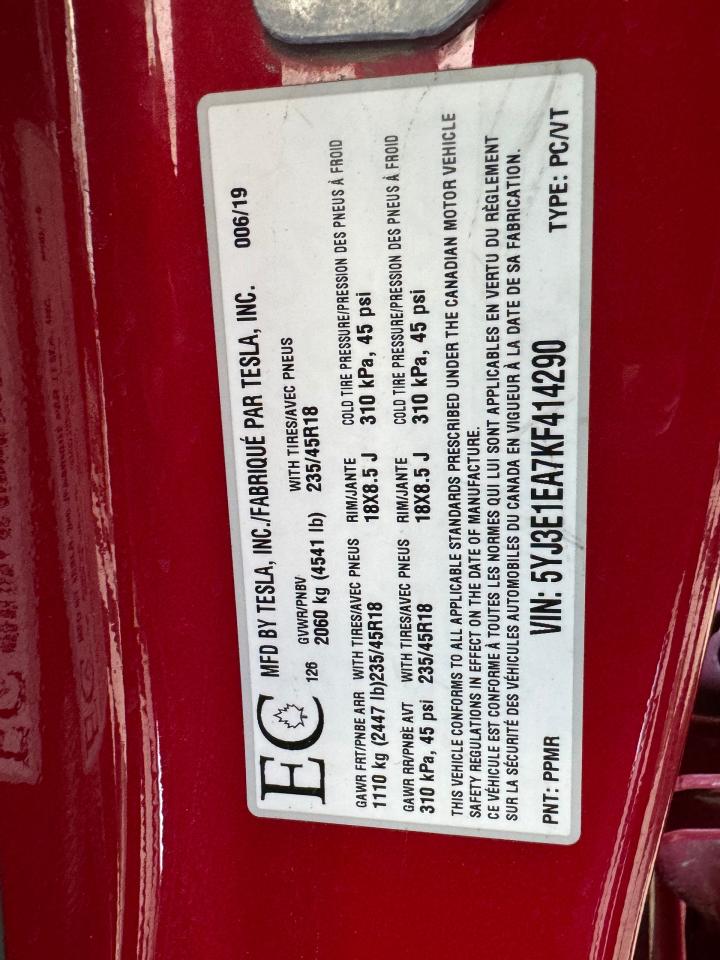 EC MFD BY TESLA, INC./FABRIQUÉ PAR TESLA, INC. 006/19
126 GVWR/PNBV WITH TIRES/AVEC PNEUS
2060 kg (4541 lb) 235/45R18
GAWR FRT/PNBE ARR WITH TIRES/AVEC PNEUS RIM/JANTE COLD TIRE PRESSURE/PRESSION DES PNEUS À FROID
1110 kg (2447 lb)235/45R18 18X8.5 J 310 kPa, 45 psi
GAWR RR/PNBE AVT WITH TIRES/AVEC PNEUS RIM/JANTE COLD TIRE PRESSURE/PRESSION DES PNEUS À FROID
310 kPa, 45 psi 235/45R18 18X8.5 J 310 kPa, 45 psi
THIS VEHICLE CONFORMS TO ALL APPLICABLE STANDARDS PRESCRIBED UNDER THE CANADIAN MOTOR VEHICLE
SAFETY REGULATIONS IN EFFECT ON THE DATE OF MANUFACTURE.
CE VÉHICULE EST CONFORME À TOUTES LES NORMES QUI LUI SONT APPLICABLES EN VERTU DU RÈGLEMENT
SUR LA SÉCURITÉ DES VÉHICULES AUTOMOBILES DU CANADA EN VIGUEUR À LA DATE DE SA FABRICATION.
PNT: PPMR VIN: 5YJ3E1EA7KF414290 TYPE: PC/VT